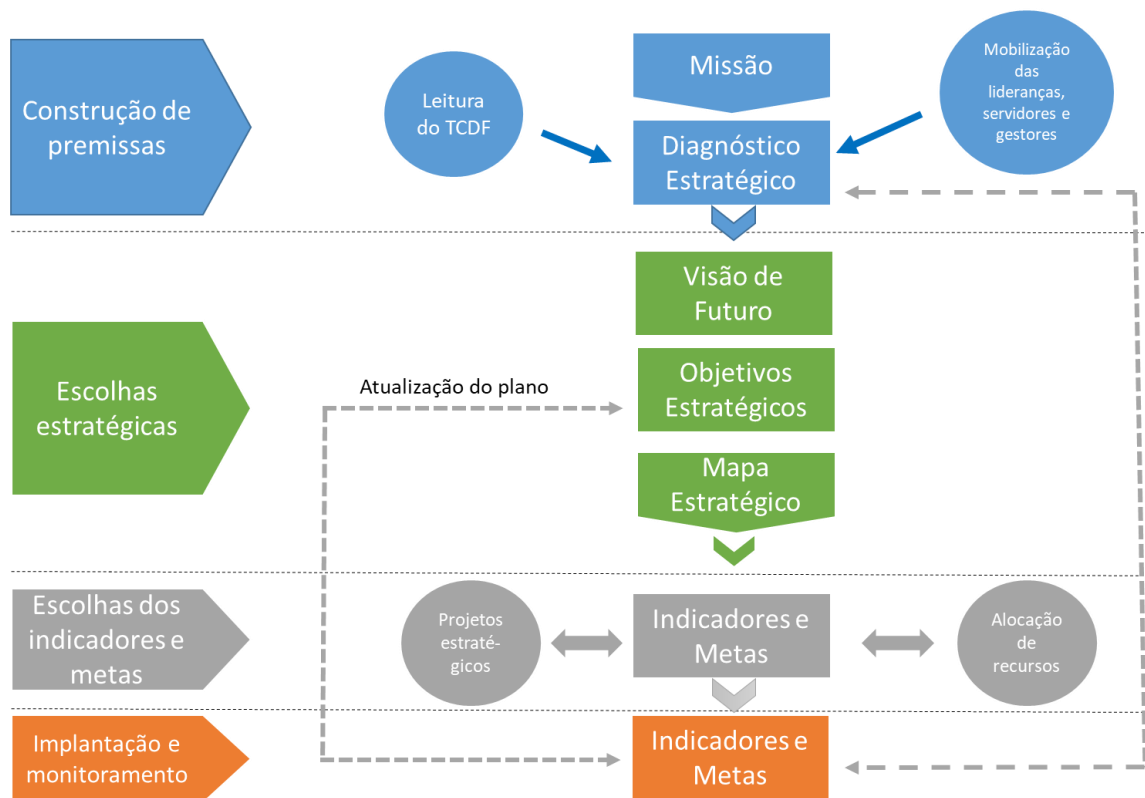 Construção de
premissas
Leitura
do TCDF
Missão
Diagnóstico
Estratégico
Mobilização
das
lideranças,
servidores e
gestores
Escolhas
estratégicas
Visão de
Futuro
Atualização do plano
Objetivos
Estratégicos
Mapa
Estratégico
Escolhas dos
indicadores e
metas
Projetos
estraté-
gicos
Indicadores e
Metas
Alocação
de
recursos
Implantação e
monitoramento
Indicadores e
Metas